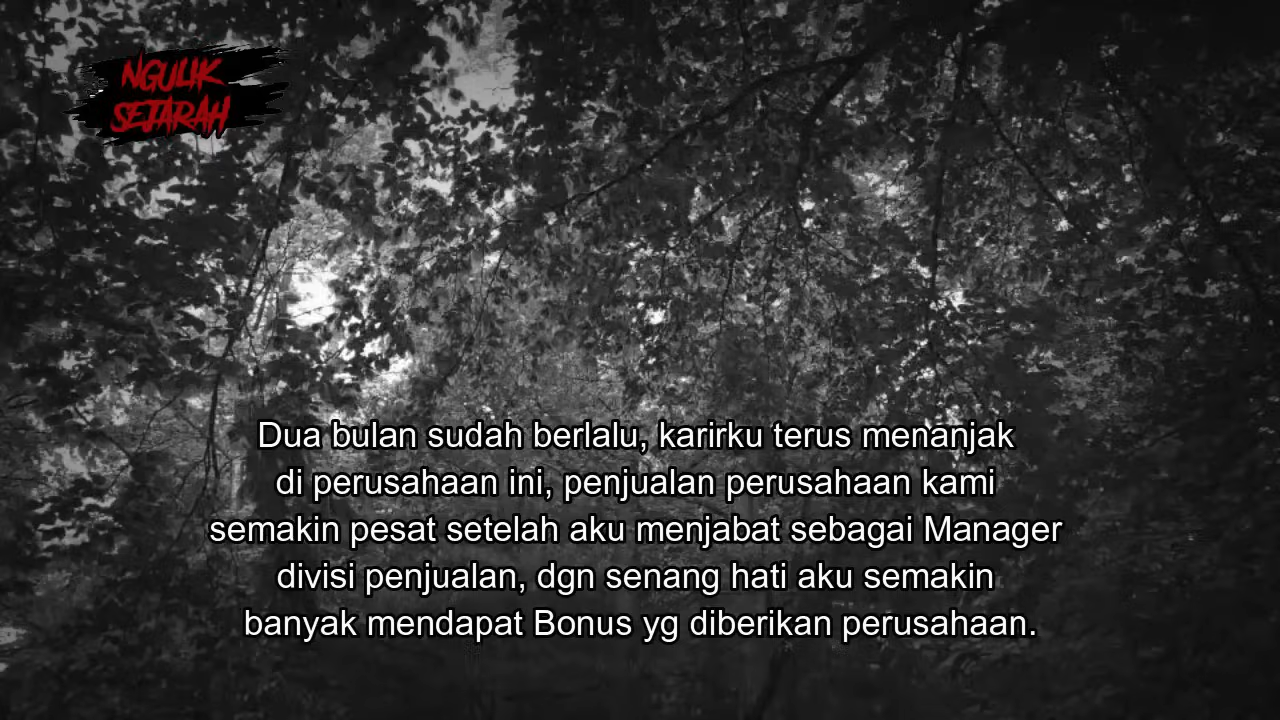 NGULIK
SEJARAH
Dua bulan sudah berlalu, karirku terus menanjak
di perusahaan ini, penjualan perusahaan kami
semakin pesat setelah aku menjabat sebagai Manager
divisi penjualan, dgn senang hati aku semakin
banyak mendapat Bonus yg diberikan perusahaan.